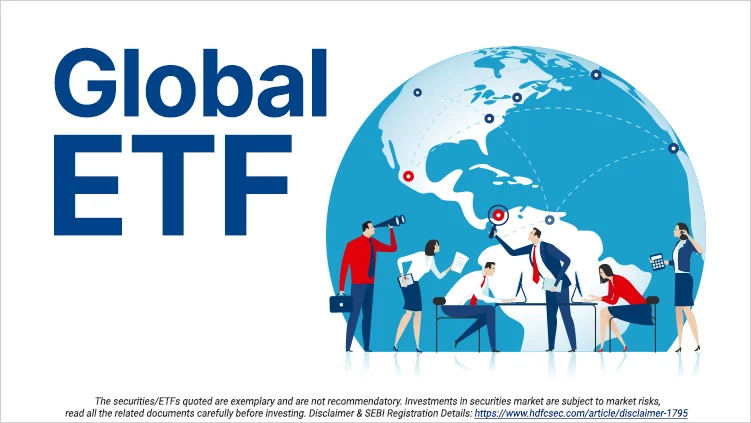 Global
ETF
The securities/ETFs quoted are exemplary and are not recommendatory. Investments in securities market are subject to market risks,
read all the related documents carefully before investing. Disclaimer & SEBI Registration Details: https://www.hdfcsec.com/article/disclaimer-1795